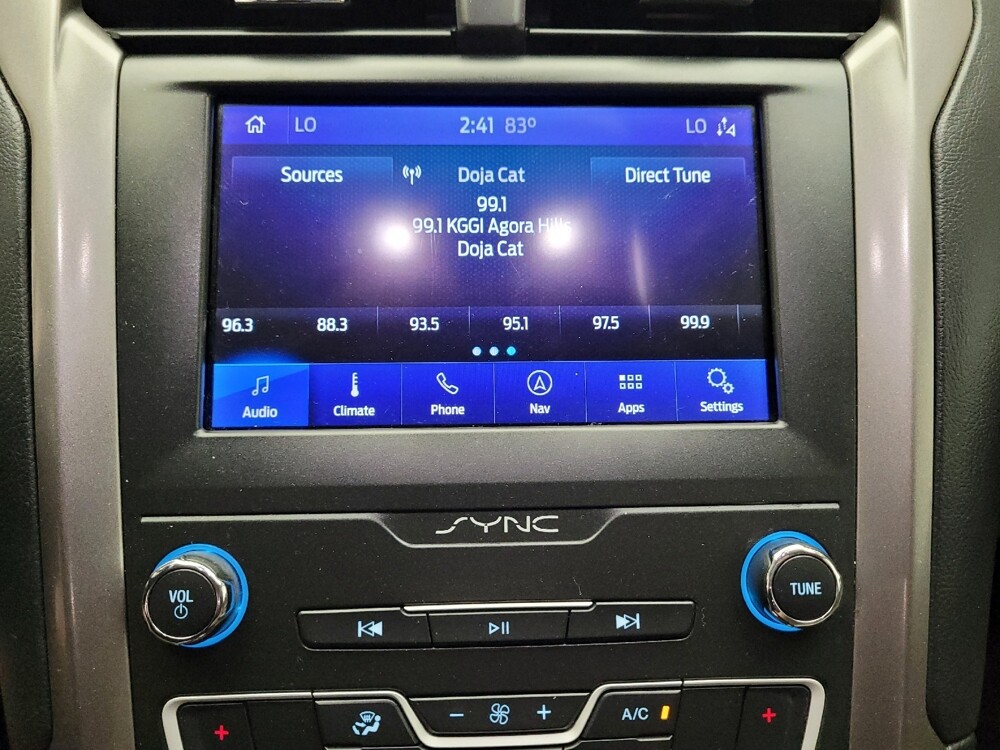 LO 2:41 83° LO
Sources Doja Cat Direct Tune
99.1
99.1 KGGI Agora Hills
Doja Cat
96.3 88.3 93.5 95.1 97.5 99.9
Audio Climate Phone Nav Apps Settings
SYNC
VOL
TUNE
− + A/C
+ +